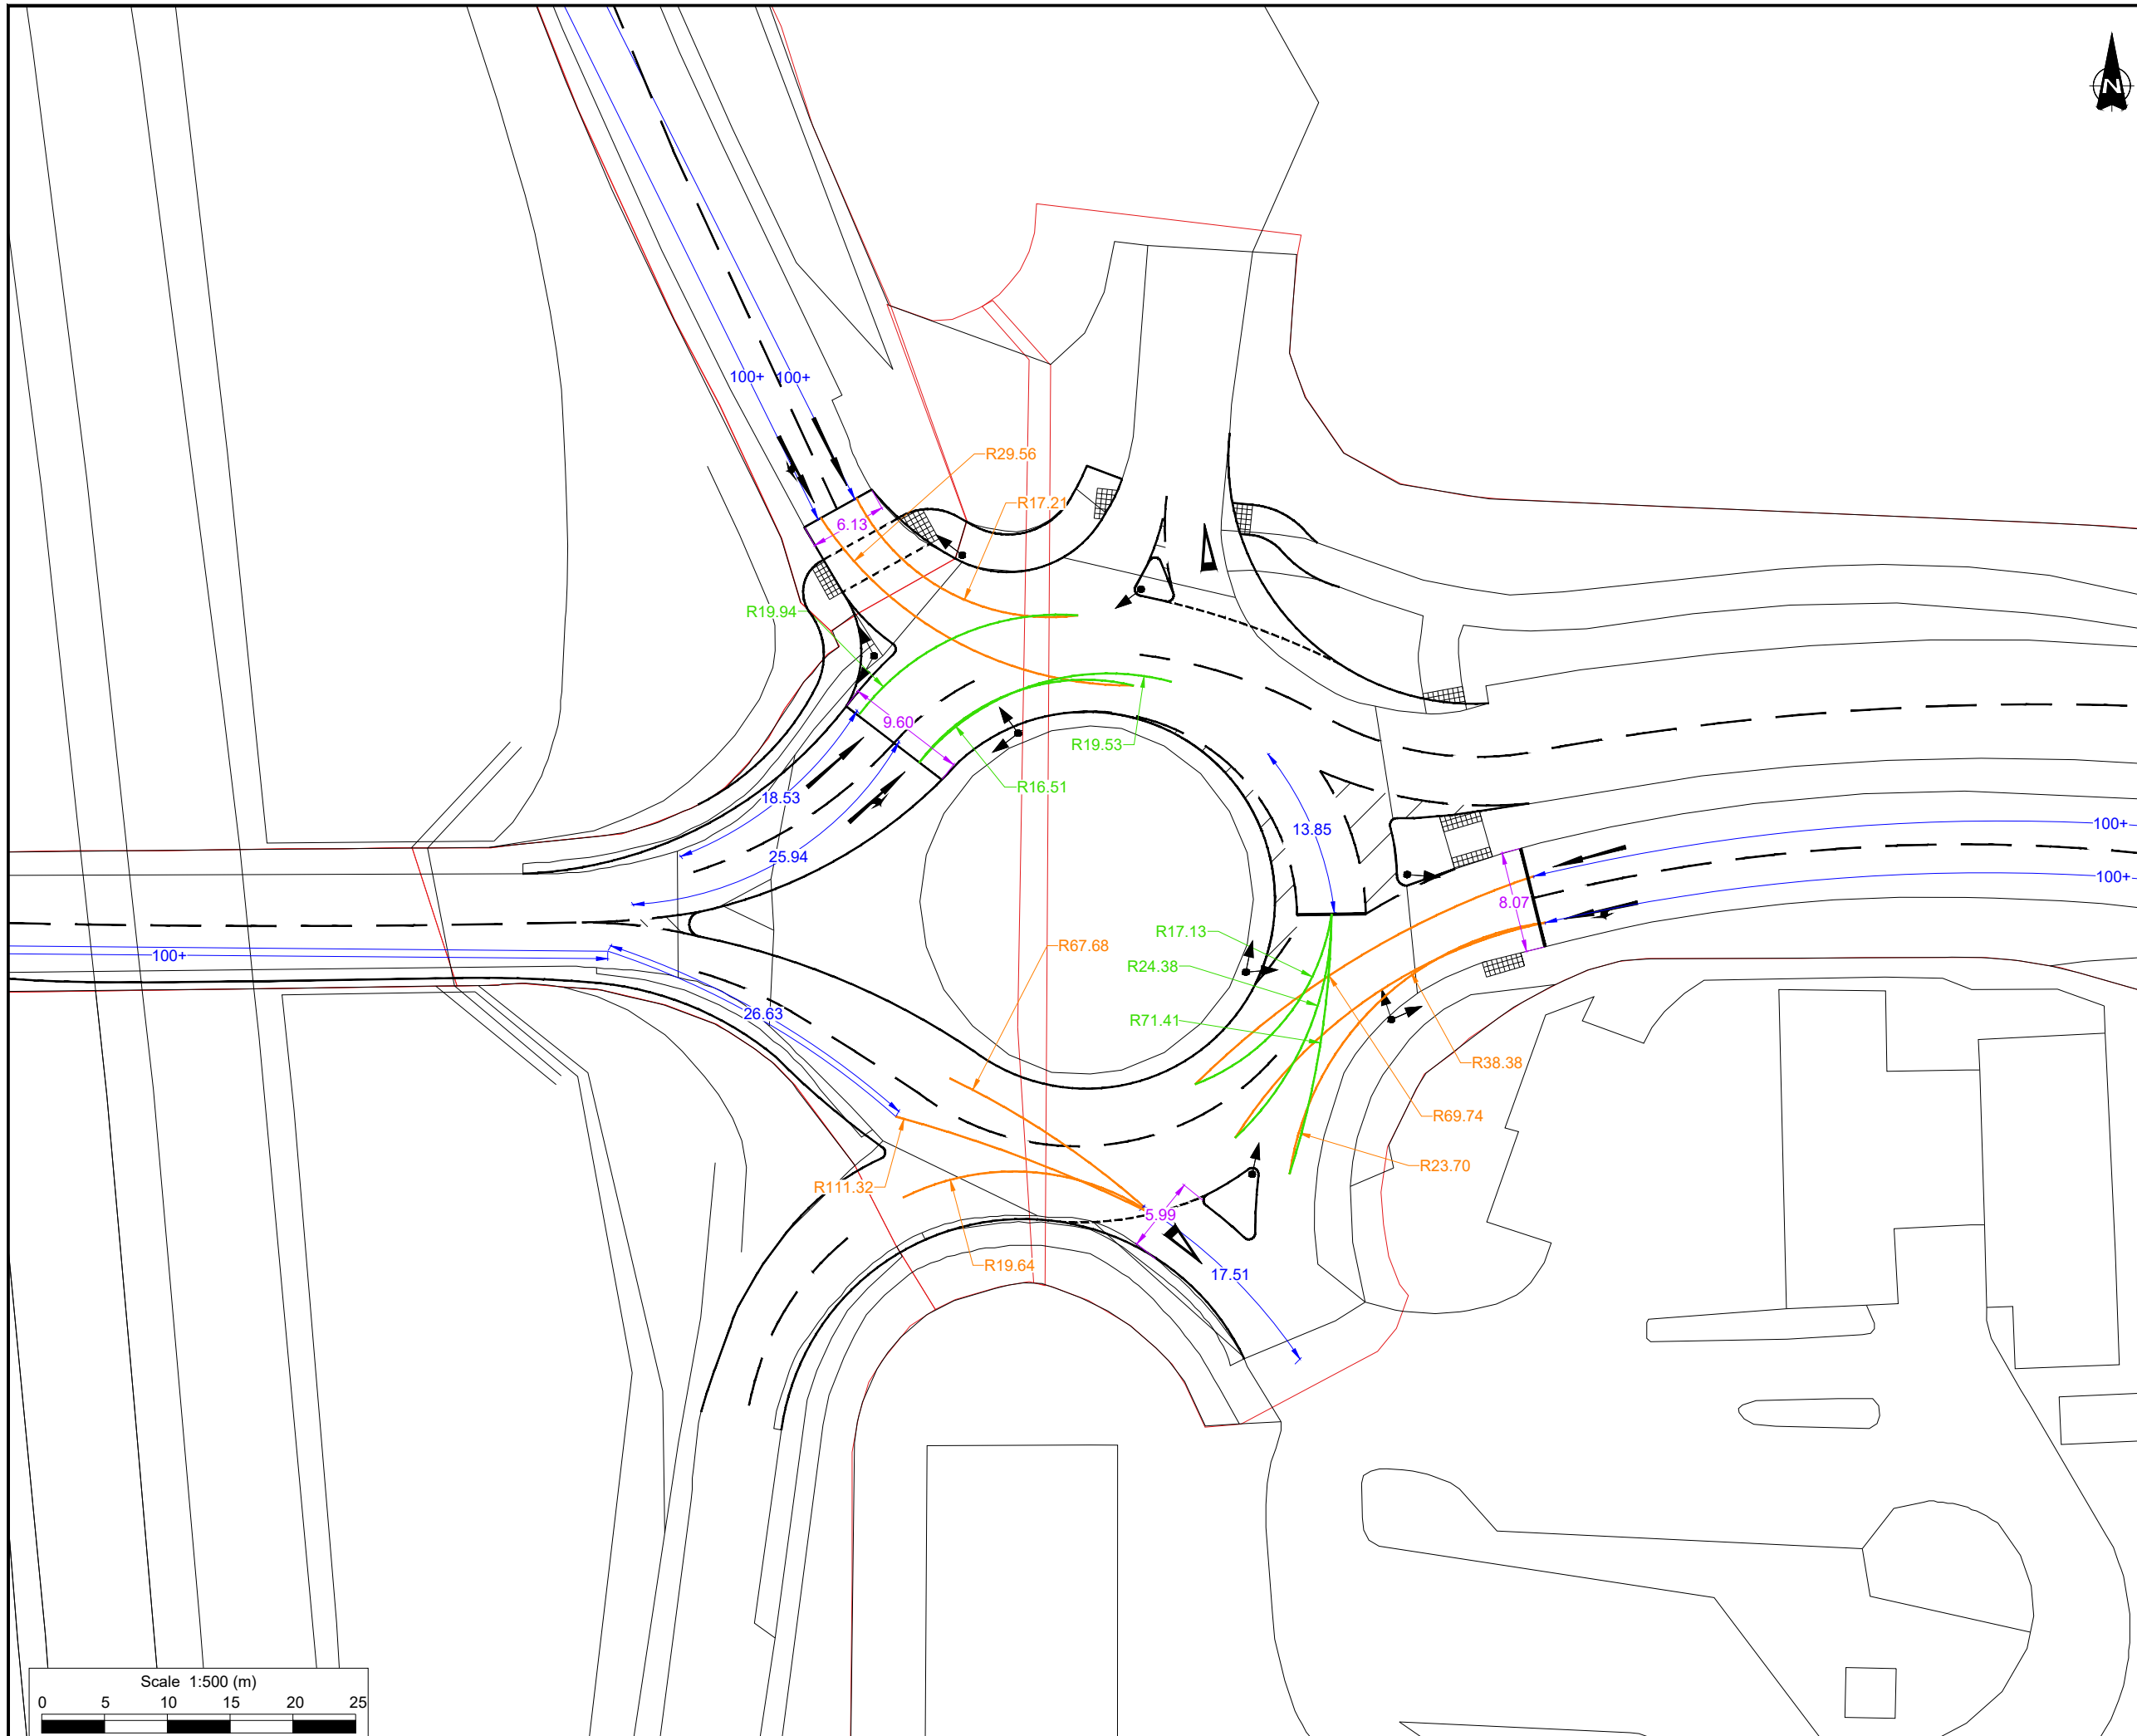 N
100+ 100+
R29.56
R17.21
6.13
R19.94
9.60
R19.53
R16.51
18.53
13.85
100+
25.94
100+
8.07
R17.13
R67.68
100+
R24.38
26.63
R71.41
R38.38
R69.74
R23.70
R111.32
5.99
R19.64
17.51
Scale 1:500 (m)
0 5 10 15 20 25